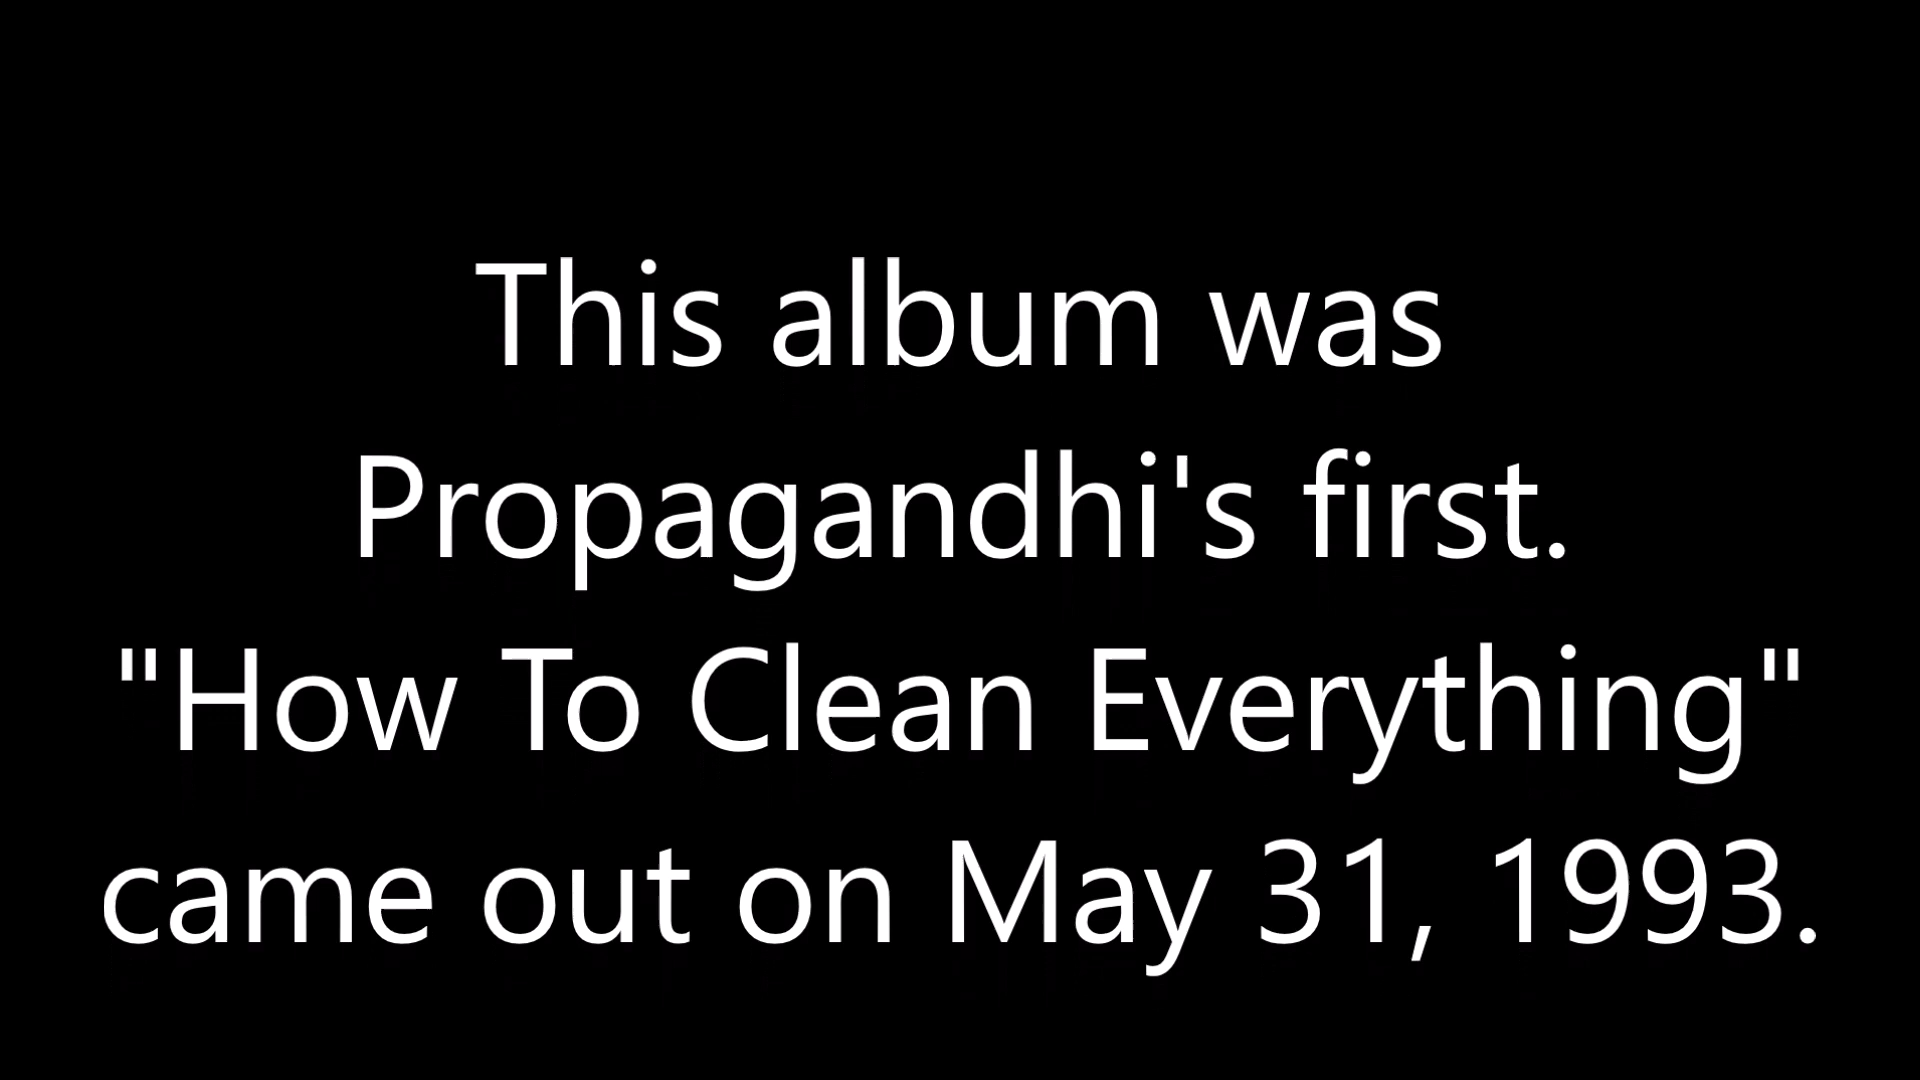 This album was
Propagandhi's first.
"How To Clean Everything"
came out on May 31, 1993.